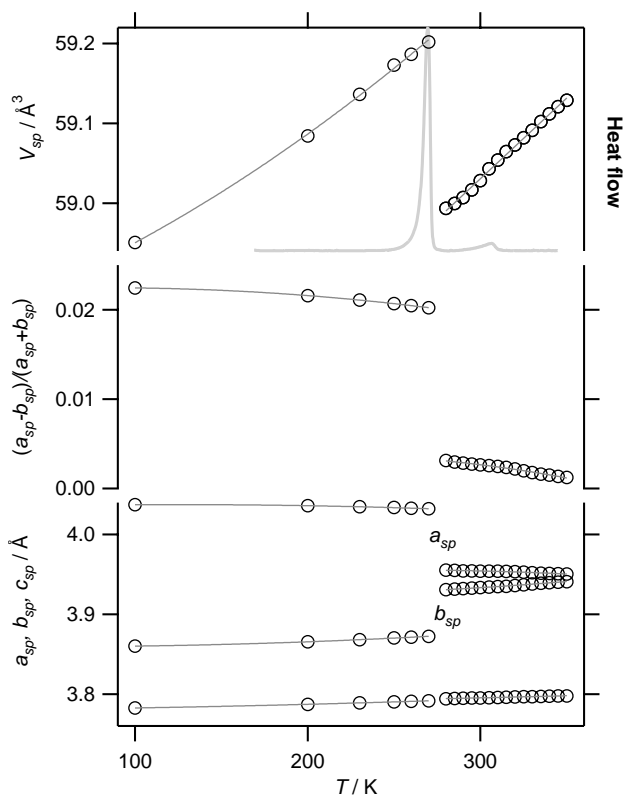 59.2
59.1
59.0
V_sp / Å³
Heat flow
0.02
0.01
0.00
(a_sp-b_sp)/(a_sp+b_sp)
4.0
3.9
3.8
a_sp, b_sp, c_sp / Å
a_sp
b_sp
100 200 300
T / K